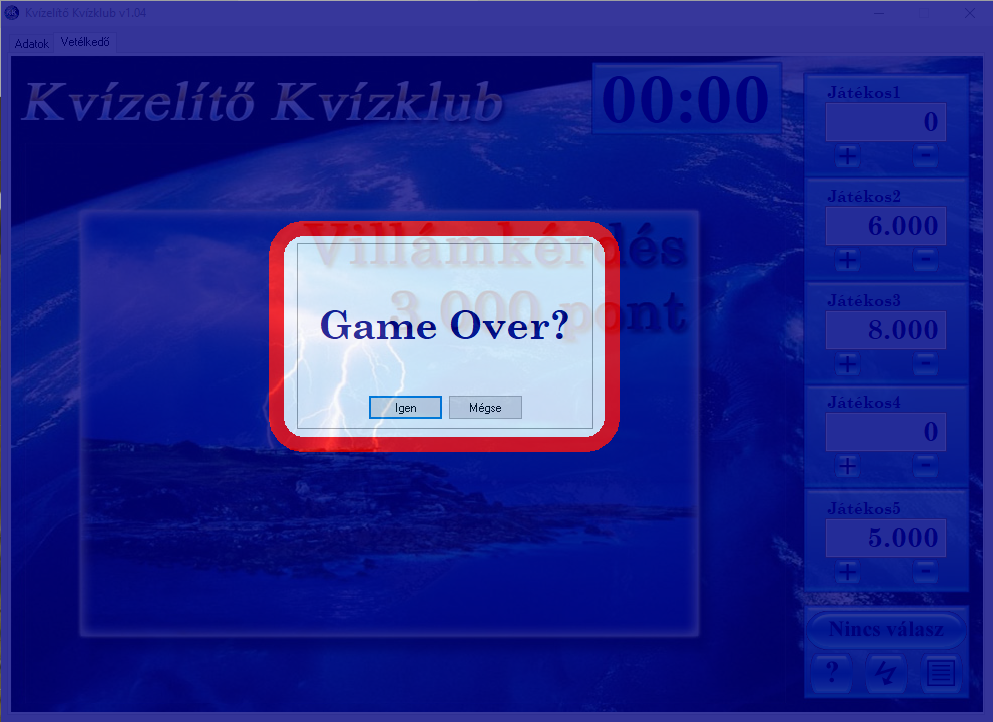 Kvízelítő Kvízklub v1.04
Adatok
Vetélkedő
Kvízelítő Kvízklub
00:00
Villámkérdés
3.000 pont
Game Over?
Igen
Mégse
Játékos1
0
+ -
Játékos2
6.000
+ -
Játékos3
8.000
+ -
Játékos4
0
+ -
Játékos5
5.000
+ -
Nincs válasz
?